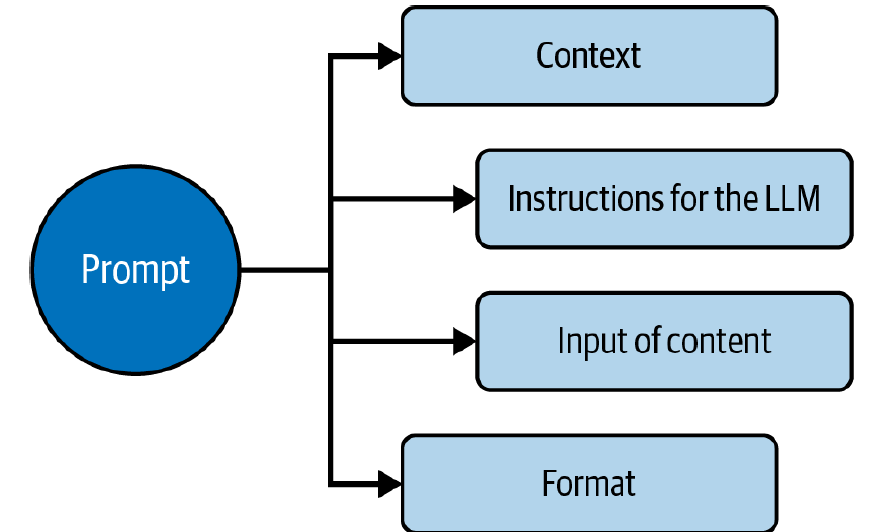 Context
Instructions for the LLM
Prompt
Input of content
Format